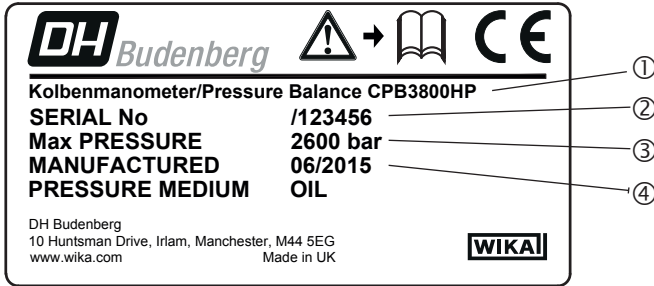 DH Budenberg
CE
Kolbenmanometer/Pressure Balance CPB3800HP
SERIAL No /123456
Max PRESSURE 2600 bar
MANUFACTURED 06/2015
PRESSURE MEDIUM OIL
DH Budenberg
10 Huntsman Drive, Irlam, Manchester, M44 5EG
www.wika.com Made in UK
WIKA
①
②
③
④